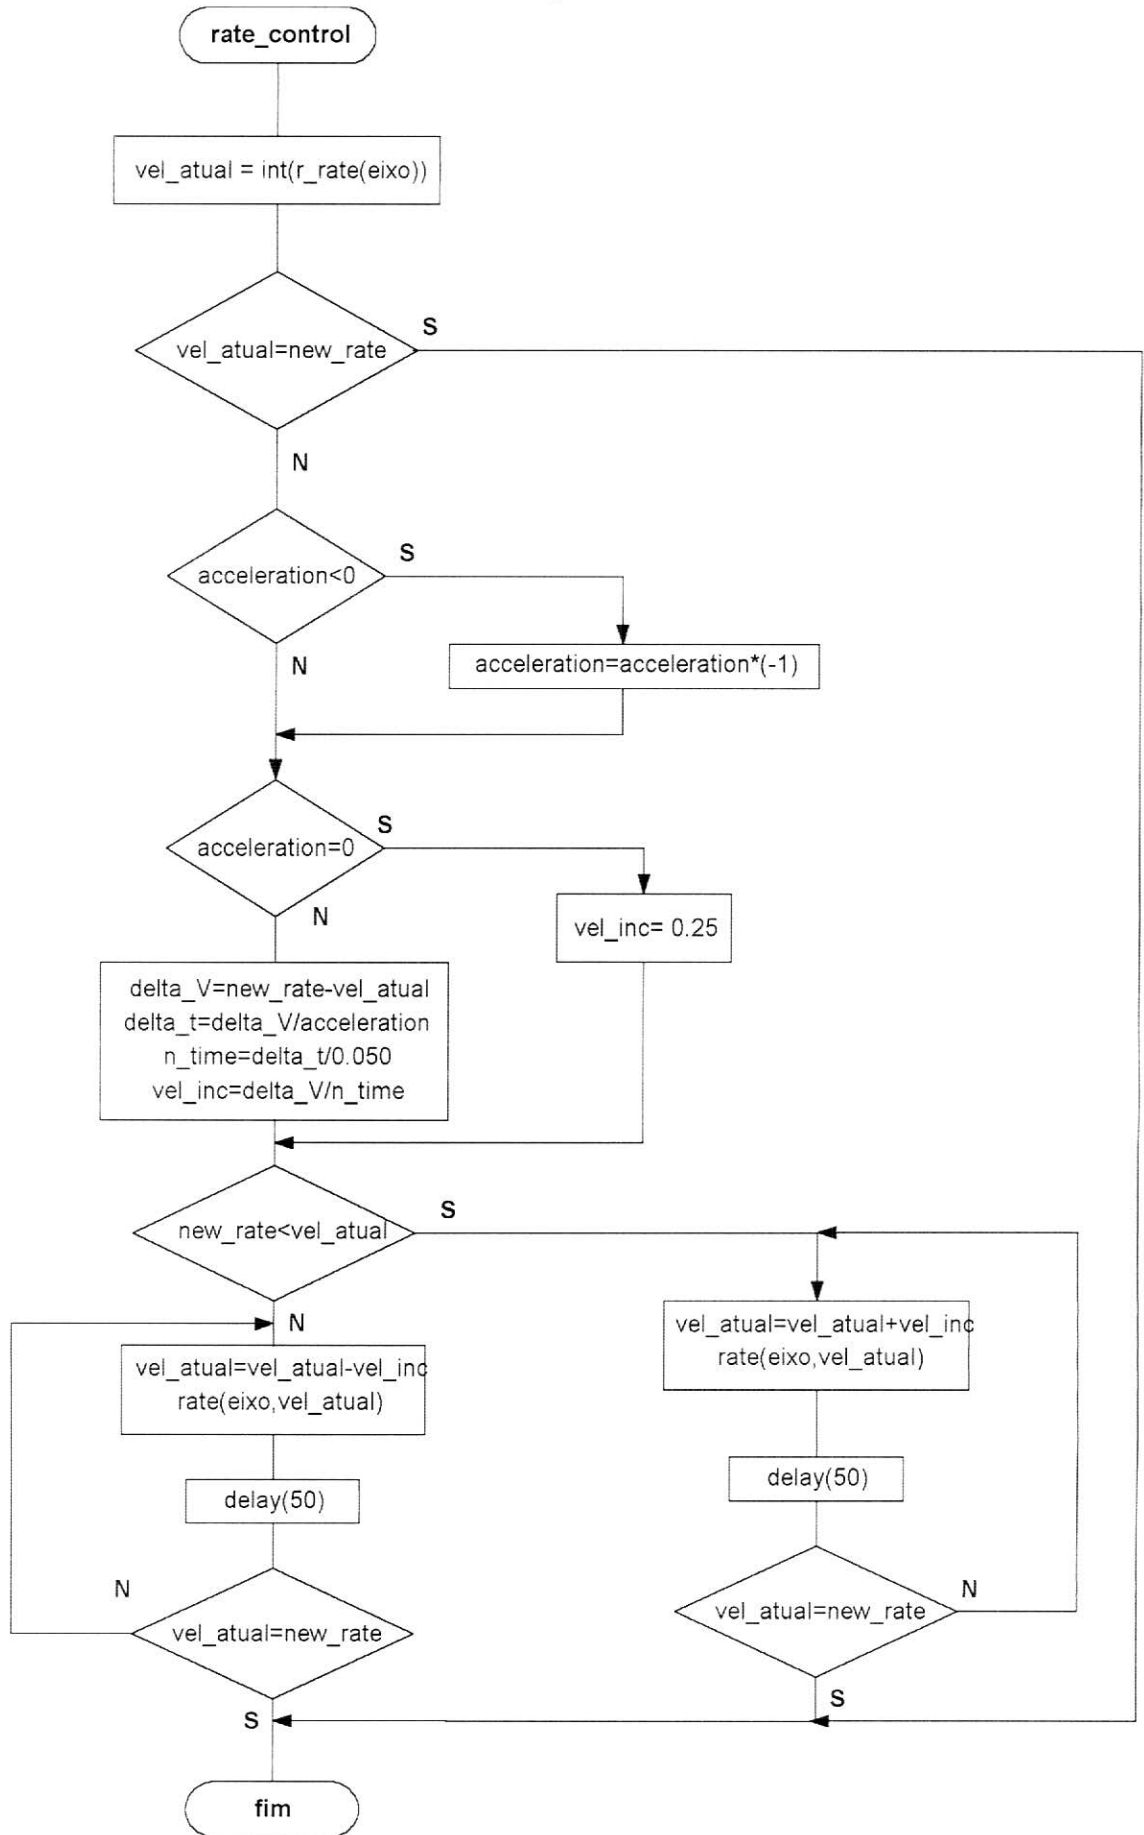 rate_control
vel_atual = int(r_rate(eixo))
S
vel_atual=new_rate
N
S
acceleration<0
N
acceleration=acceleration*(-1)
S
acceleration=0
N
vel_inc= 0.25
delta_V=new_rate-vel_atual
delta_t=delta_V/acceleration
n_time=delta_t/0.050
vel_inc=delta_V/n_time
S
new_rate<vel_atual
N
vel_atual=vel_atual-vel_inc
rate(eixo,vel_atual)
delay(50)
N
vel_atual=new_rate
S
vel_atual=vel_atual+vel_inc
rate(eixo,vel_atual)
delay(50)
N
vel_atual=new_rate
S
fim